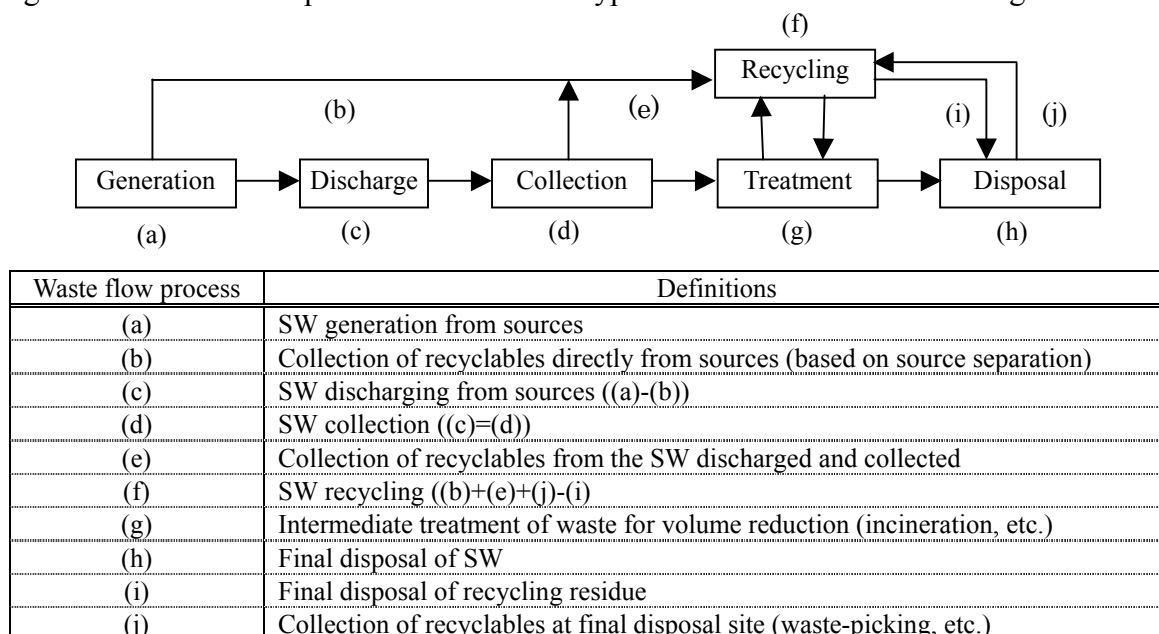 (f)
Recycling
(b)
(e)
(i)
(j)
Generation
Discharge
Collection
Treatment
Disposal
(a)
(c)
(d)
(g)
(h)
Waste flow process Definitions
(a) SW generation from sources
(b) Collection of recyclables directly from sources (based on source separation)
(c) SW discharging from sources ((a)-(b))
(d) SW collection ((c)=(d))
(e) Collection of recyclables from the SW discharged and collected
(f) SW recycling ((b)+(e)+(j)-(i)
(g) Intermediate treatment of waste for volume reduction (incineration, etc.)
(h) Final disposal of SW
(i) Final disposal of recycling residue
(j) Collection of recyclables at final disposal site (waste-picking, etc.)